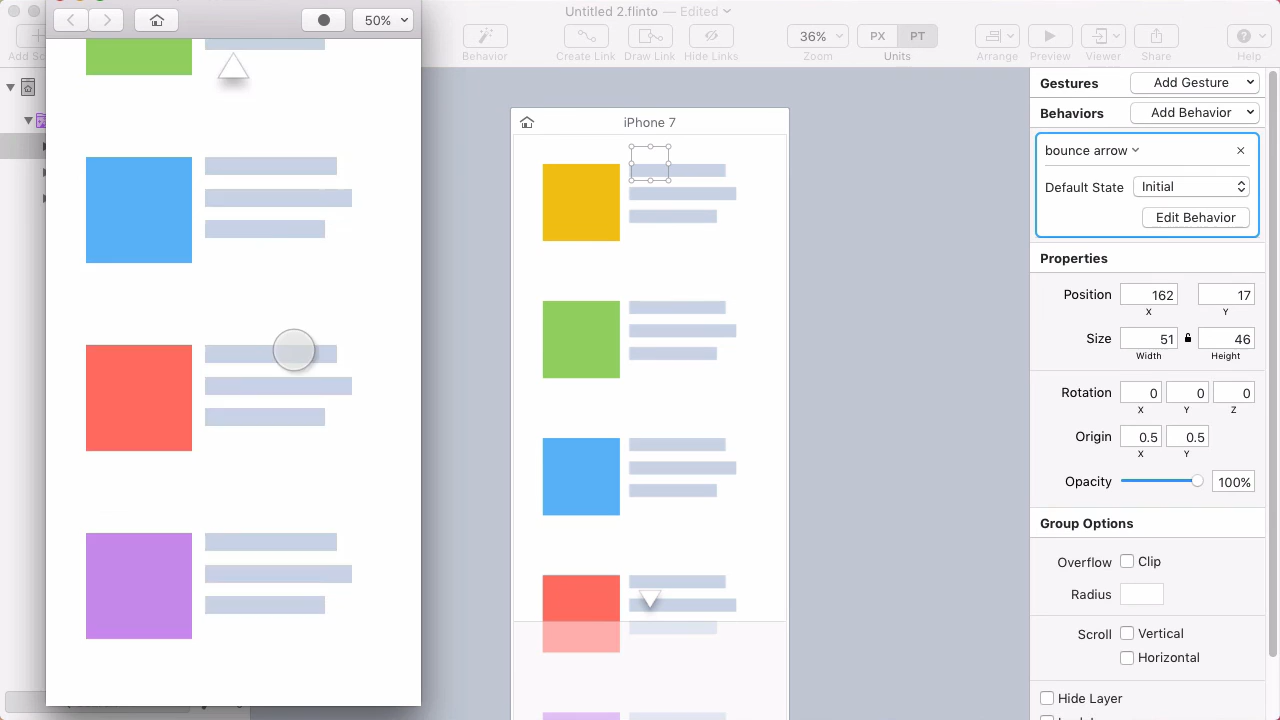 Untitled 2.flinto — Edited
50%
36%
PX
PT
Add Sc
Behavior
Create Link
Draw Link
Hide Links
Zoom
Units
Arrange
Preview
Viewer
Share
Help
iPhone 7
Gestures
Add Gesture
Behaviors
Add Behavior
bounce arrow
Default State
Initial
Edit Behavior
Properties
Position
162
17
X
Y
Size
51
46
Width
Height
Rotation
0
0
0
X
Y
Z
Origin
0.5
0.5
X
Y
Opacity
100%
Group Options
Overflow
Clip
Radius
Scroll
Vertical
Horizontal
Hide Layer